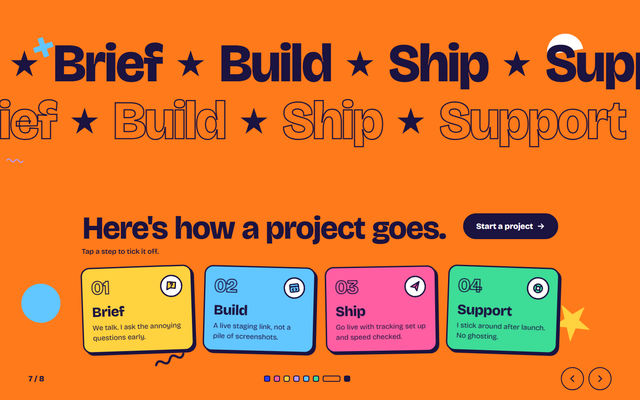 ★ Brief ★ Build ★ Ship ★ Supp
ief ★ Build ★ Ship ★ Support
Here's how a project goes.
Start a project →
Tap a step to tick it off.
01
Brief
We talk. I ask the annoying
questions early.
02
Build
A live staging link, not a
pile of screenshots.
03
Ship
Go live with tracking set up
and speed checked.
04
Support
I stick around after launch.
No ghosting.
7 / 8